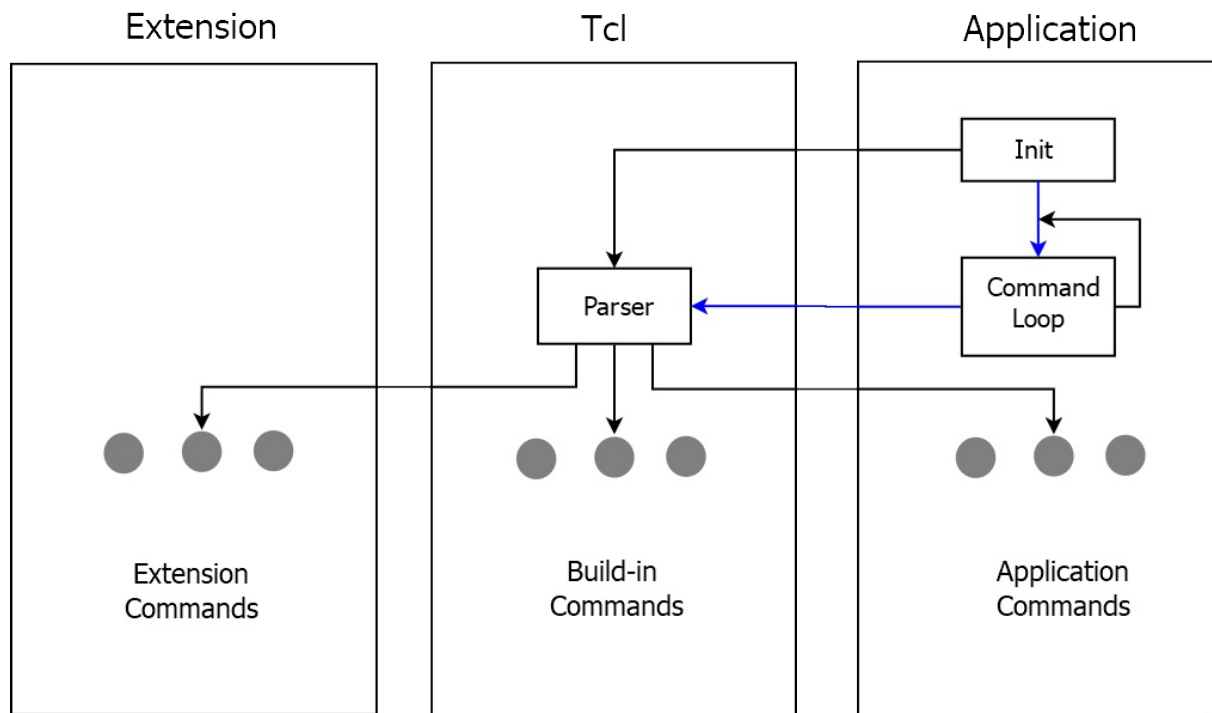 Extension
Tcl
Application
Init
Command
Loop
Parser
Extension
Commands
Build-in
Commands
Application
Commands